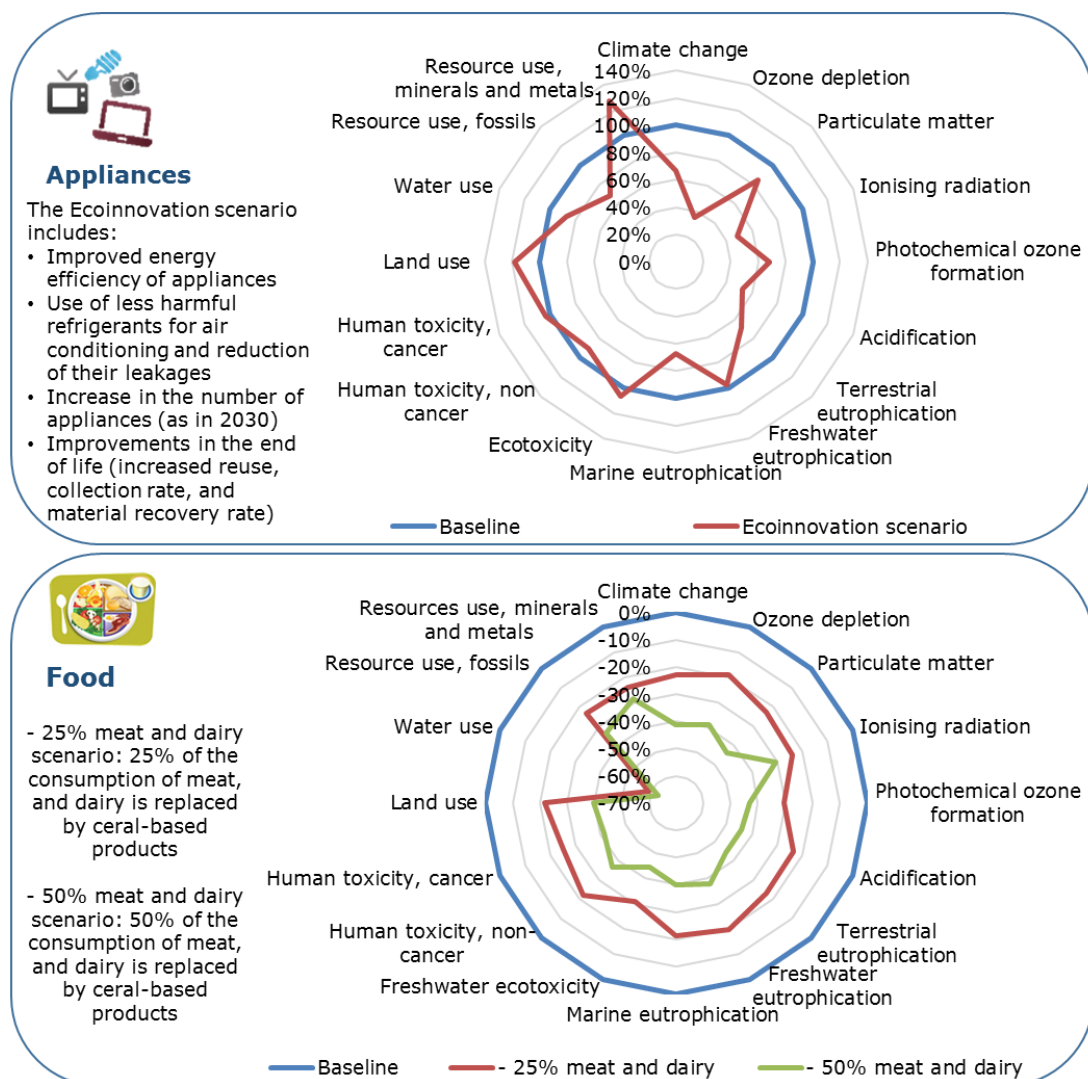 Appliances
The Ecoinnovation scenario
includes:
• Improved energy
efficiency of appliances
• Use of less harmful
refrigerants for air
conditioning and reduction
of their leakages
• Increase in the number of
appliances (as in 2030)
• Improvements in the end
of life (increased reuse,
collection rate, and
material recovery rate)
Climate change
Ozone depletion
Particulate matter
Ionising radiation
Photochemical ozone
formation
Acidification
Terrestrial
eutrophication
Freshwater
eutrophication
Marine eutrophication
Ecotoxicity
Human toxicity, non
cancer
Human toxicity,
cancer
Land use
Water use
Resource use, fossils
Resource use,
minerals and metals
140%
120%
100%
80%
60%
40%
20%
0%
Baseline
Ecoinnovation scenario
Food
- 25% meat and dairy
scenario: 25% of the
consumption of meat,
and dairy is replaced
by ceral-based
products
- 50% meat and dairy
scenario: 50% of the
consumption of meat,
and dairy is replaced
by ceral-based
products
Climate change
Ozone depletion
Particulate matter
Ionising radiation
Photochemical ozone
formation
Acidification
Terrestrial
eutrophication
Freshwater
eutrophication
Marine eutrophication
Freshwater ecotoxicity
Human toxicity, non-
cancer
Human toxicity, cancer
Land use
Water use
Resource use, fossils
Resources use, minerals
and metals
0%
-10%
-20%
-30%
-40%
-50%
-60%
-70%
Baseline
- 25% meat and dairy
- 50% meat and dairy